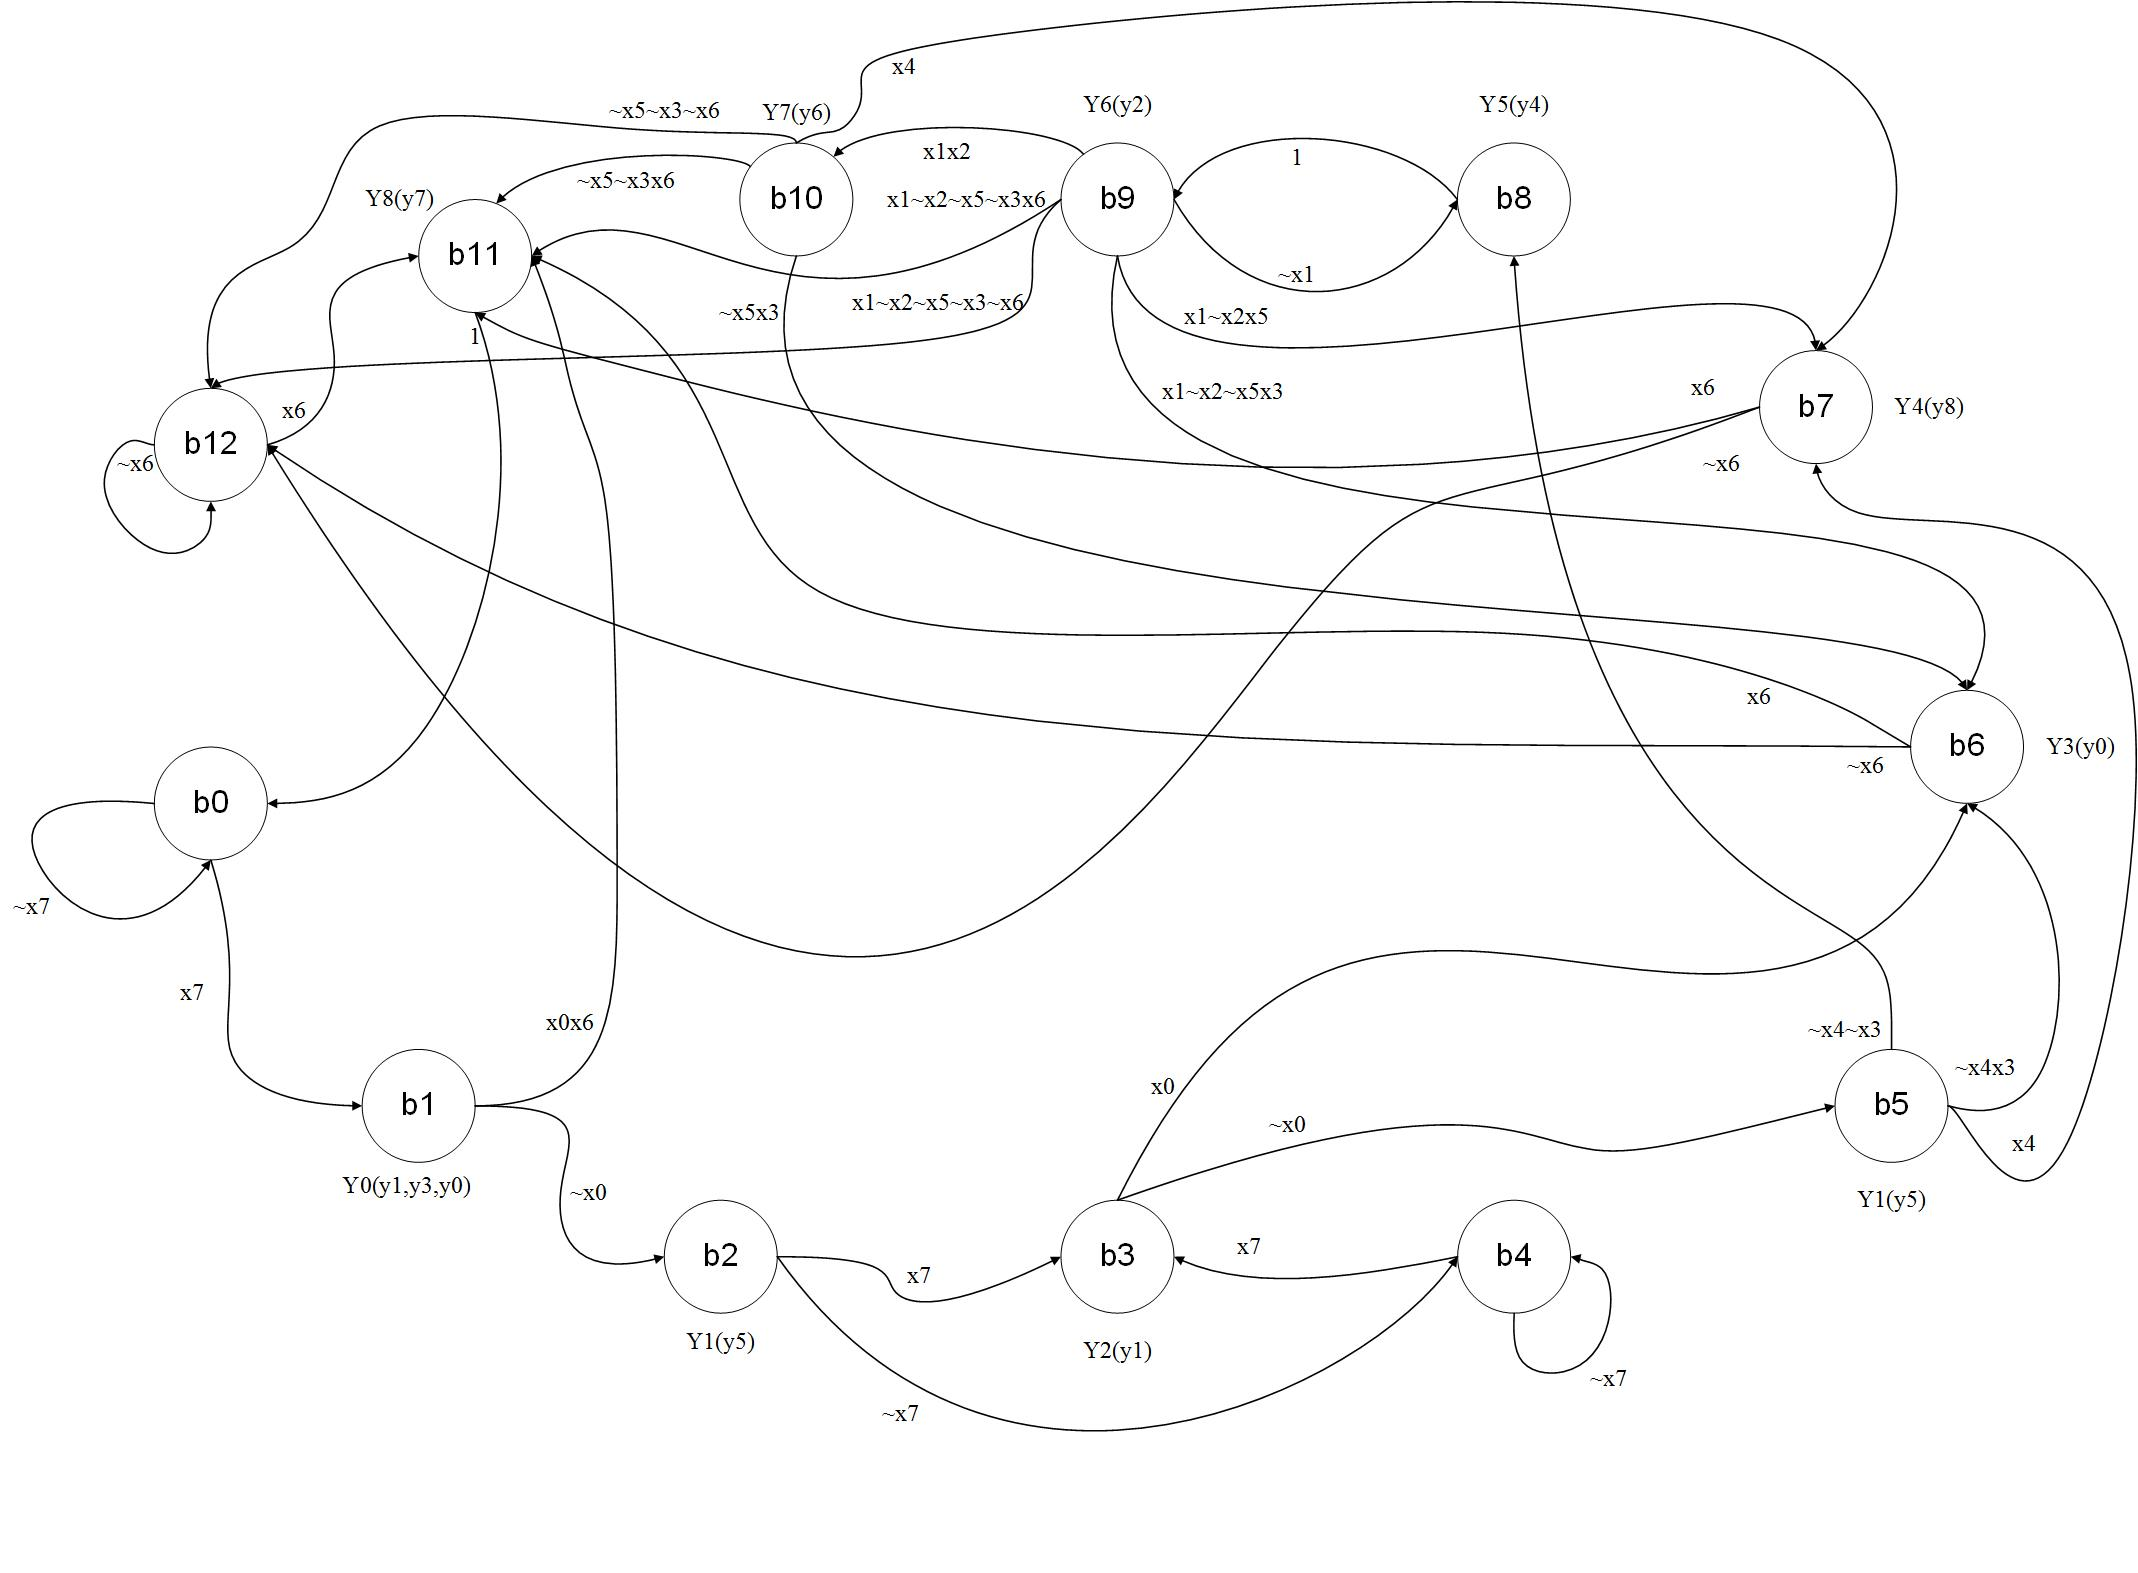 x4
~x5~x3~x6
Y7(y6)
Y6(y2)
Y5(y4)
x1x2
1
~x5~x3x6
Y8(y7)
b10
x1~x2~x5~x3x6
b9
b8
b11
~x1
x1~x2~x5~x3~x6
~x5x3
x1~x2x5
1
x6
x1~x2~x5x3
x6
b7
Y4(y8)
b12
~x6
~x6
x6
b6
Y3(y0)
~x6
b0
~x7
x7
x0x6
~x4~x3
~x4x3
x0
b1
b5
~x0
x4
Y0(y1,y3,y0)
~x0
Y1(y5)
b2
x7
b3
x7
b4
Y1(y5)
Y2(y1)
~x7
~x7